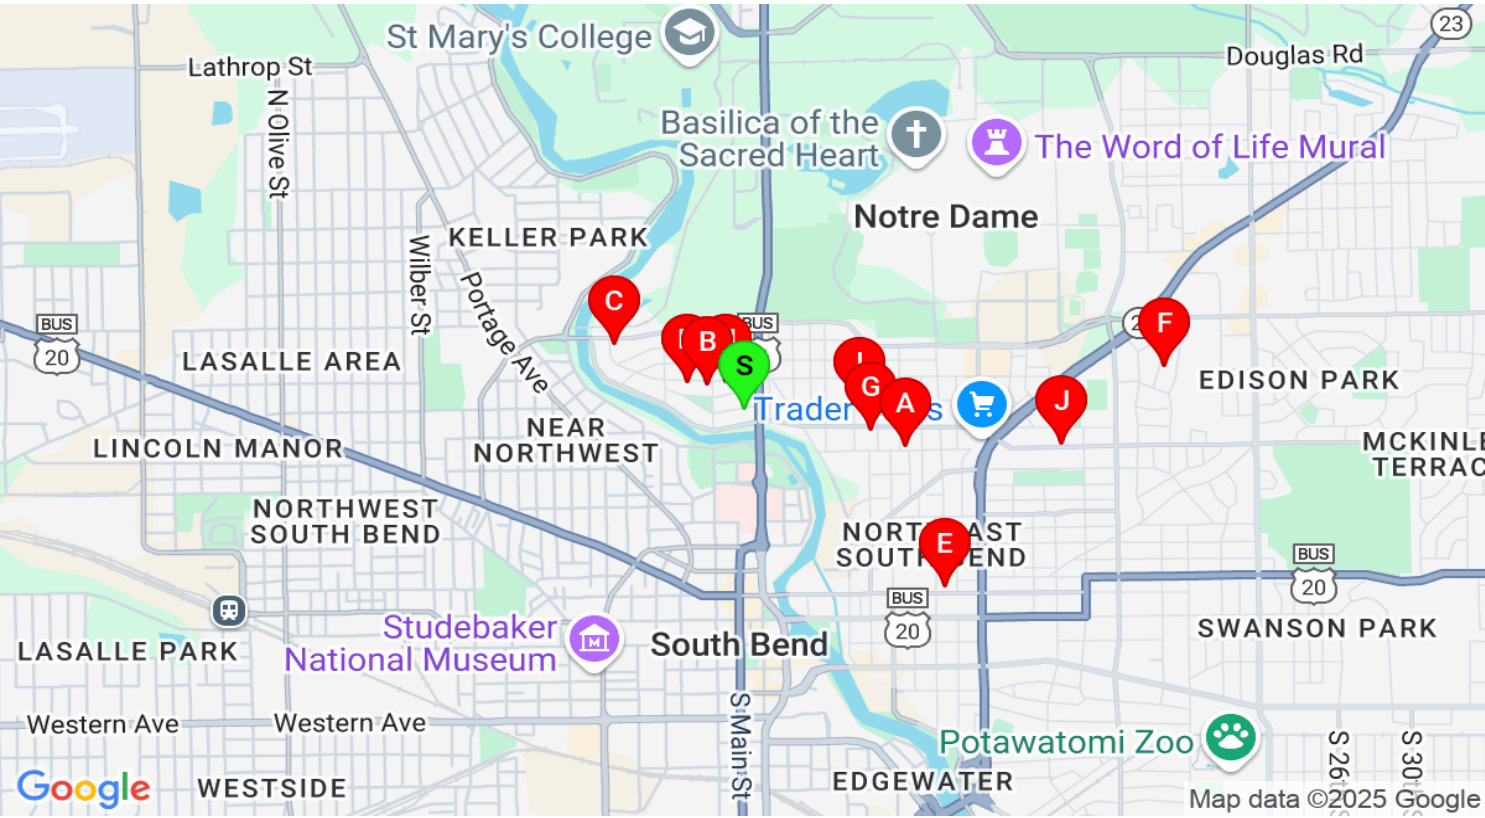 23
St Mary's College
Douglas Rd
Lathrop St
N Olive St
Basilica of the
Sacred Heart
The Word of Life Mural
Notre Dame
KELLER PARK
Wilber St
Portage Ave
C
BUS
20
B
BUS
S
F
LASALLE AREA
G
A
J
EDISON PARK
Trader
NEAR
NORTHWEST
LINCOLN MANOR
NORTHWEST
SOUTH BEND
E
BUS
20
BUS
20
Studebaker
National Museum
South Bend
SWANSON PARK
LASALLE PARK
Western Ave
Western Ave
S Main St
Potawatomi Zoo
EDGEWATER
WESTSIDE
Google
Map data ©2025 Google